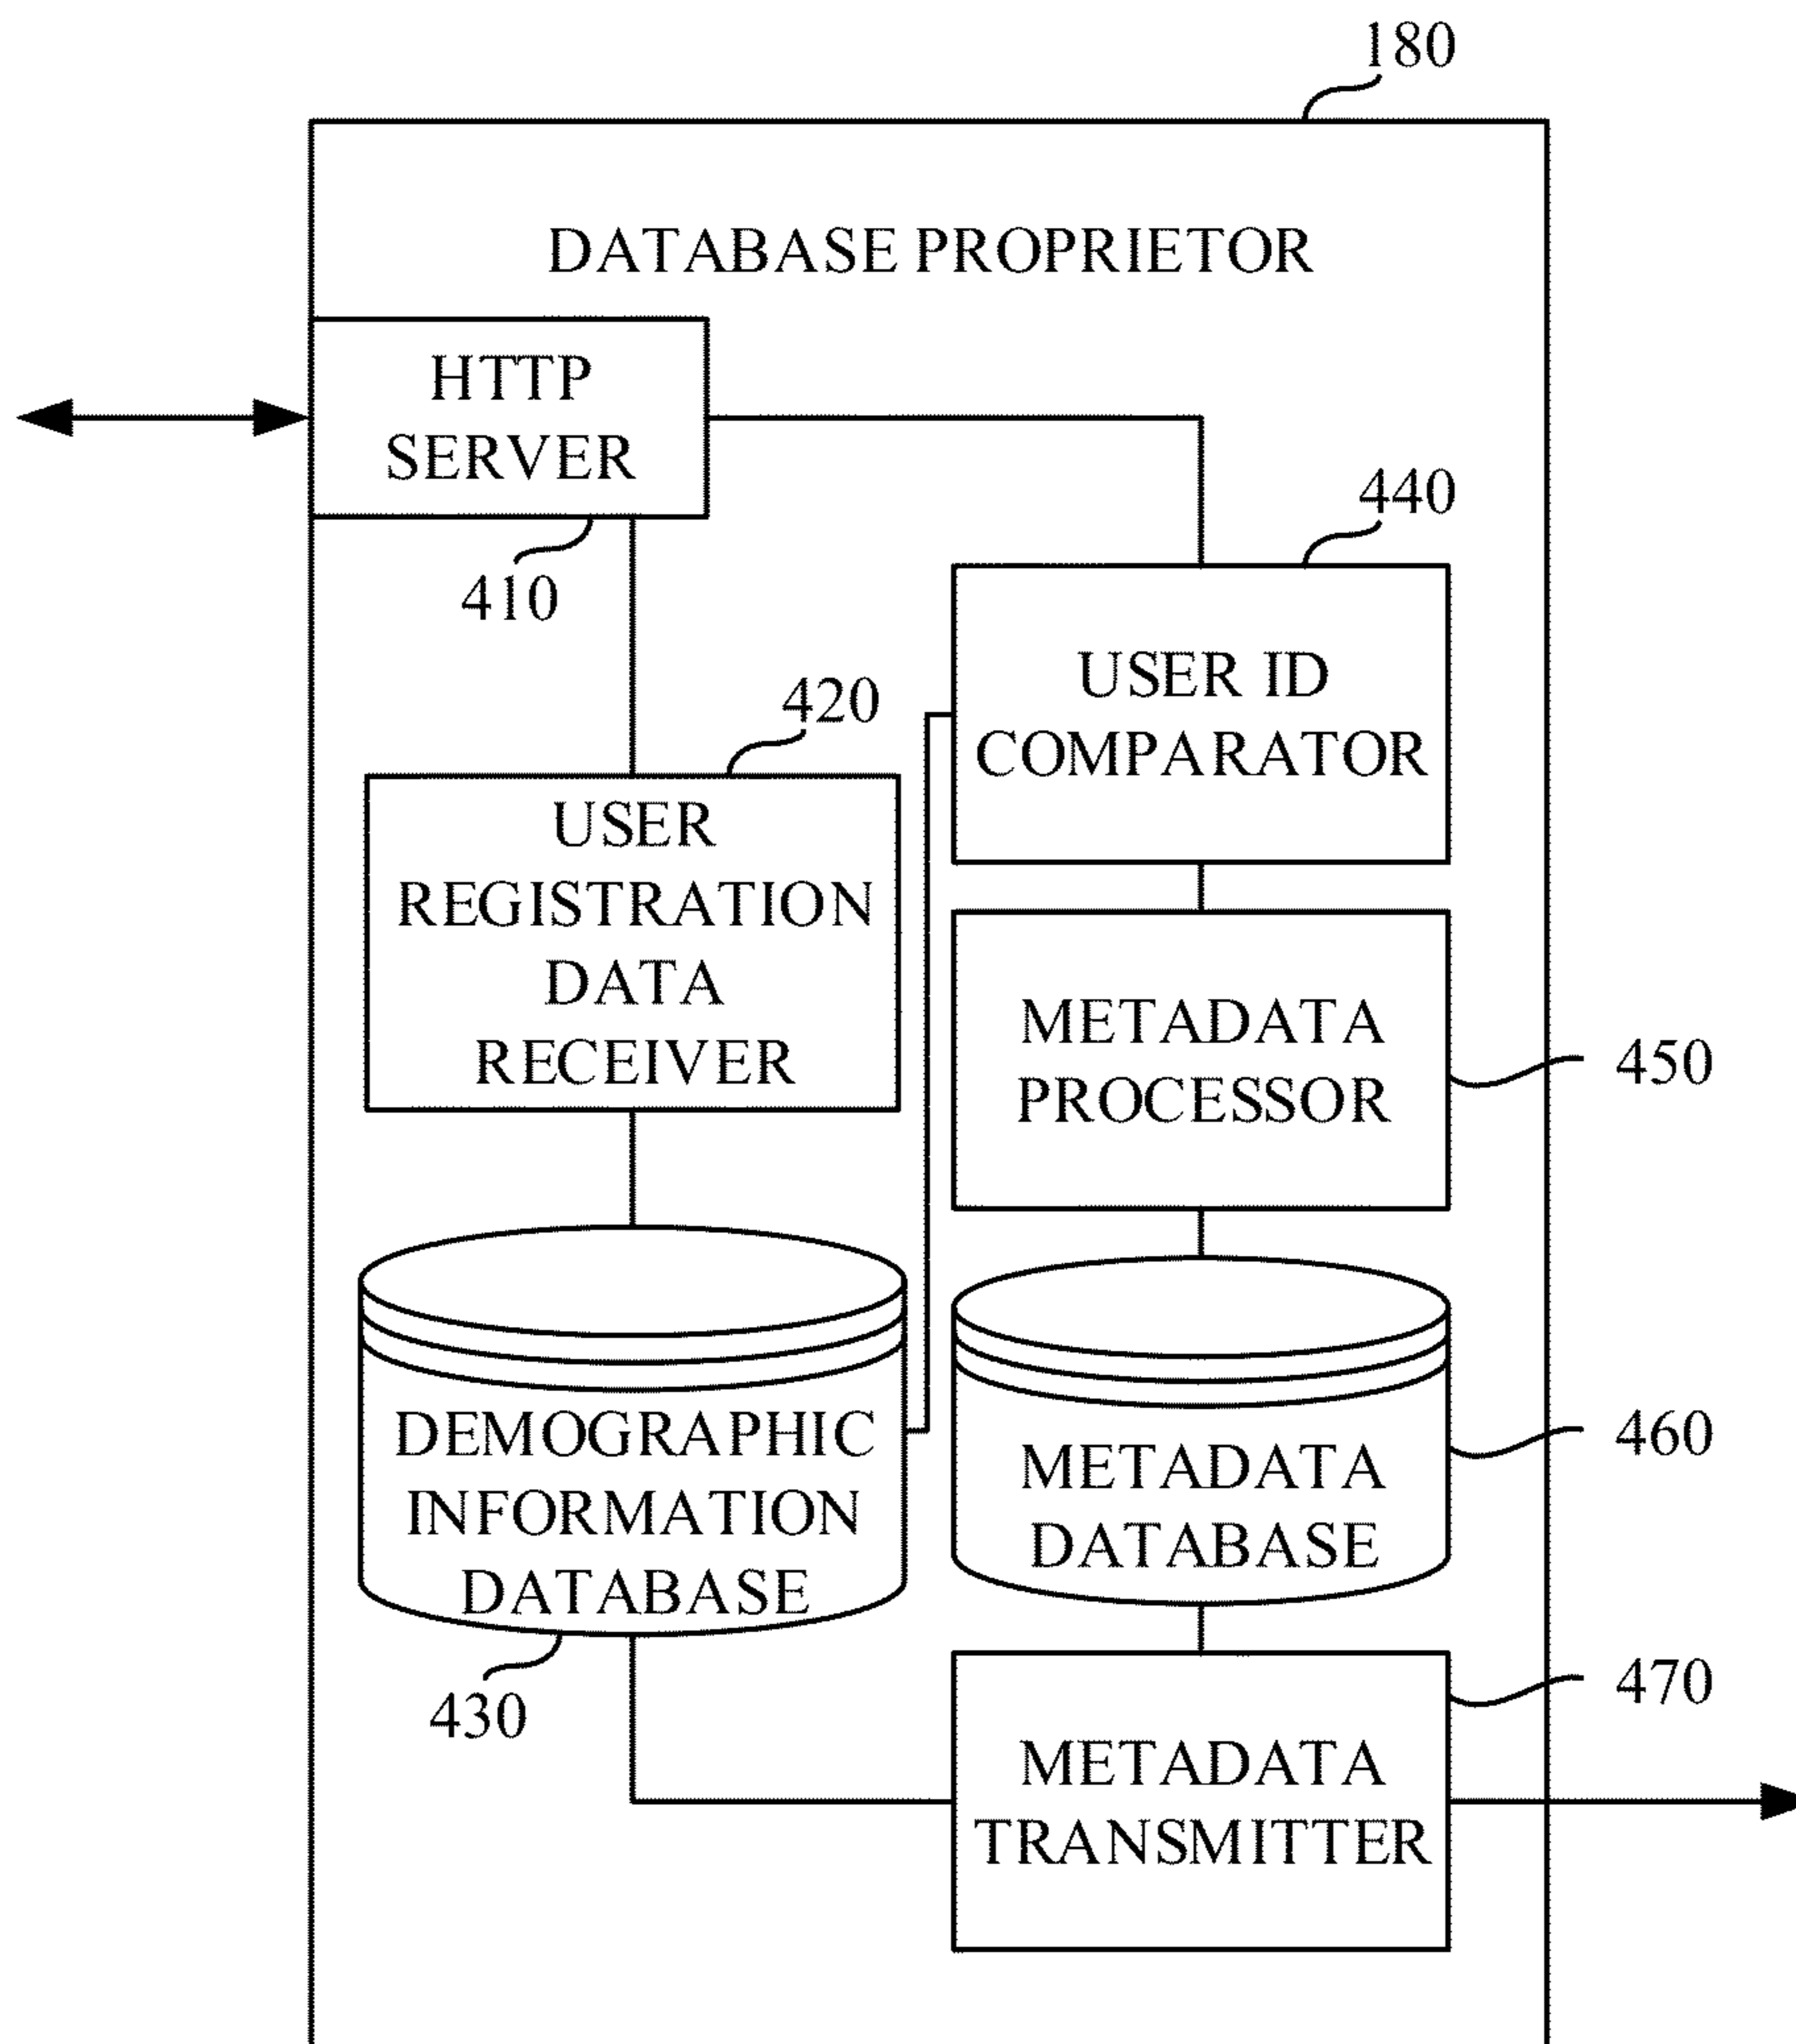 180
DATABASE PROPRIETOR
HTTP
SERVER
410
440
USER ID
COMPARATOR
420
USER
REGISTRATION
DATA
RECEIVER
METADATA
PROCESSOR
450
DEMOGRAPHIC
INFORMATION
DATABASE
430
METADATA
DATABASE
460
470
METADATA
TRANSMITTER